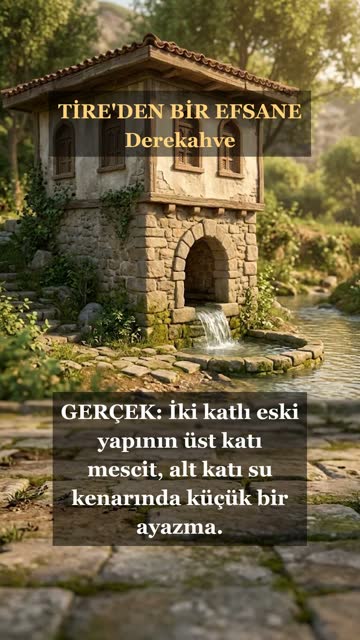 TİRE'DEN BİR EFSANE
Derekahve
GERÇEK: İki katlı eski
yapının üst katı
mescit, alt katı su
kenarında küçük bir
ayazma.